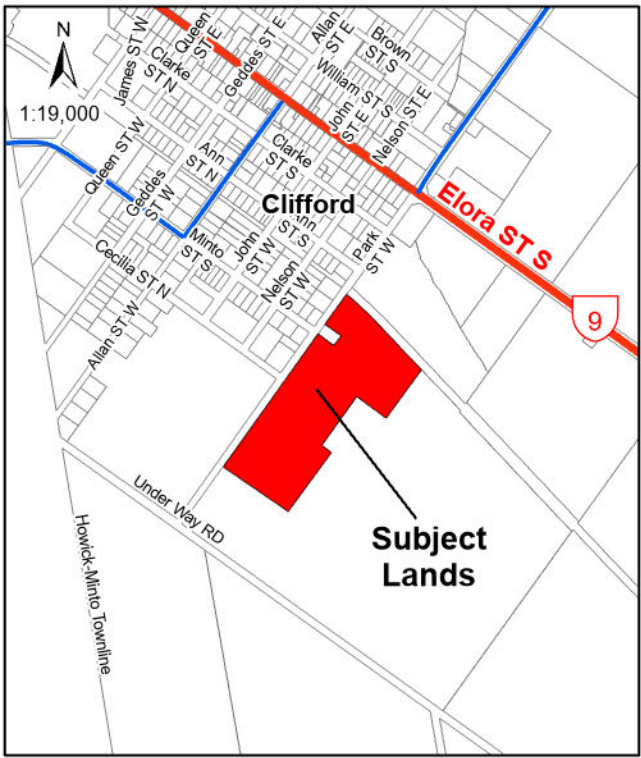 N
1:19,000
James ST W
Queen
ST E
Geddes ST E
Allan
ST E
Brown
ST S
Clarke
ST N
William ST S
John
ST E
Nelson ST E
Queen ST W
Ann
ST N
Clarke
ST S
Geddes
ST W
Clifford
Elora ST S
ST S
Minto
ST S
John
ST W
Park
ST W
Cecilia ST N
Nelson
ST W
9
Allan ST W
Under Way RD
Subject
Lands
Howick-Minto Townline